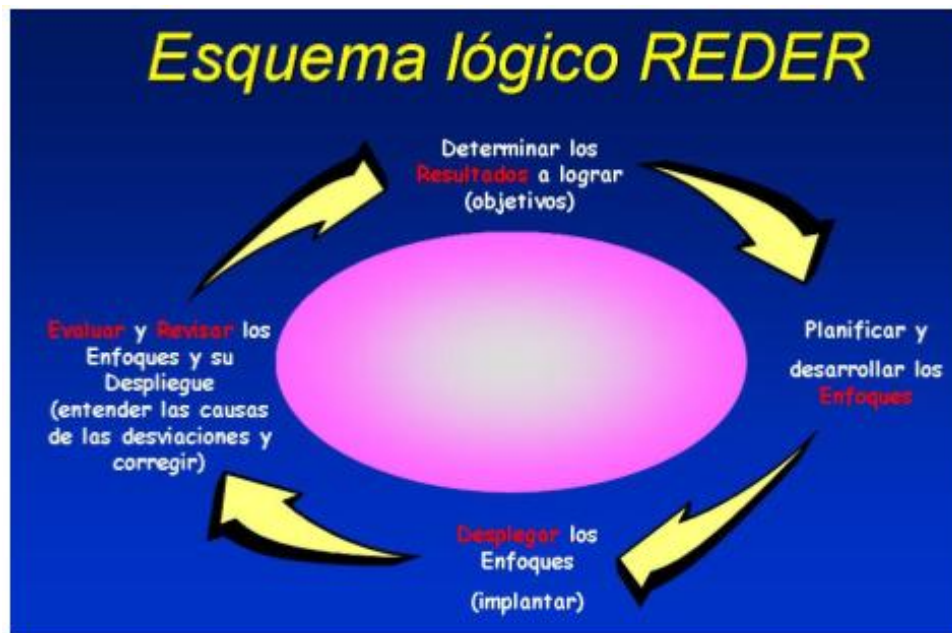 Esquema lógico REDER
Determinar los
Resultados a lograr
(objetivos)
Planificar y
desarrollar los
Enfoques
Desplegar los
Enfoques
(implantar)
Evaluar y Revisar los
Enfoques y su
Despliegue
(entender las causas
de las desviaciones y
corregir)